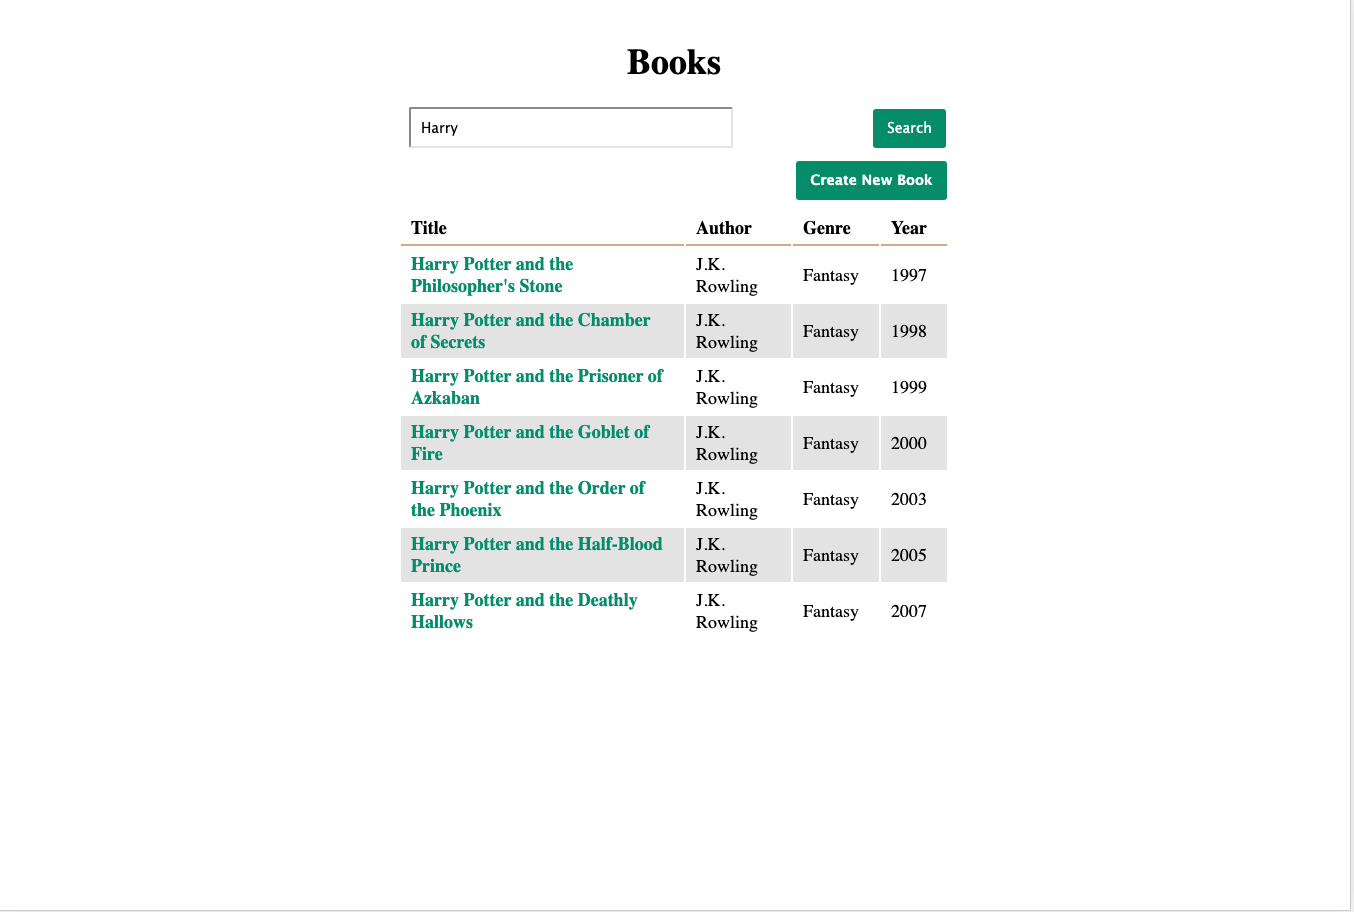 Books
Harry
Search
Create New Book
Title Author Genre Year
Harry Potter and the
Philosopher's Stone
J.K.
Rowling
Fantasy
1997
Harry Potter and the Chamber
of Secrets
J.K.
Rowling
Fantasy
1998
Harry Potter and the Prisoner of
Azkaban
J.K.
Rowling
Fantasy
1999
Harry Potter and the Goblet of
Fire
J.K.
Rowling
Fantasy
2000
Harry Potter and the Order of
the Phoenix
J.K.
Rowling
Fantasy
2003
Harry Potter and the Half-Blood
Prince
J.K.
Rowling
Fantasy
2005
Harry Potter and the Deathly
Hallows
J.K.
Rowling
Fantasy
2007